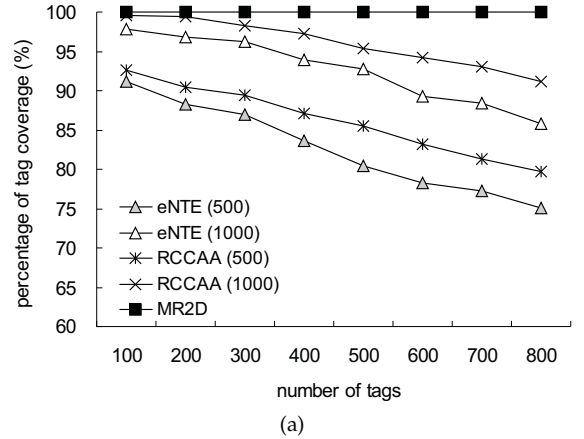 percentage of tag coverage (%)
100
95
90
85
80
75
70
65
60
eNTE (500)
eNTE (1000)
RCCAA (500)
RCCAA (1000)
MR2D
100 200 300 400 500 600 700 800
number of tags
(a)